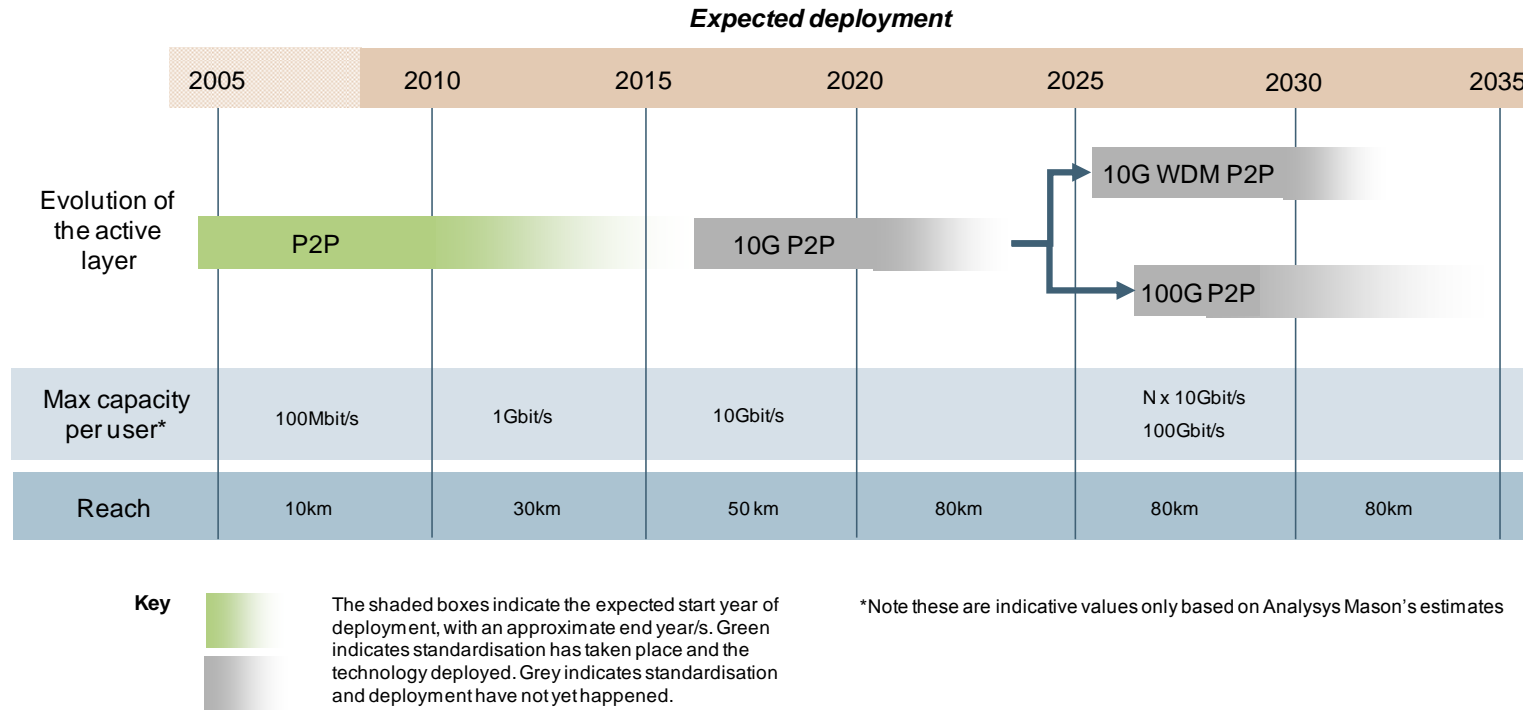 Expected deployment
2005 2010 2015 2020 2025 2030 2035
Evolution of
the active
layer
P2P
10G P2P
10G WDM P2P
100G P2P
Max capacity
per user*
100Mbit/s
1Gbit/s
10Gbit/s
N x 10Gbit/s
100Gbit/s
Reach
10km
30km
50 km
80km
80km
80km
Key
The shaded boxes indicate the expected start year of
deployment, with an approximate end year/s. Green
indicates standardisation has taken place and the
technology deployed. Grey indicates standardisation
and deployment have not yet happened.
*Note these are indicative values only based on Analysys Mason’s estimates